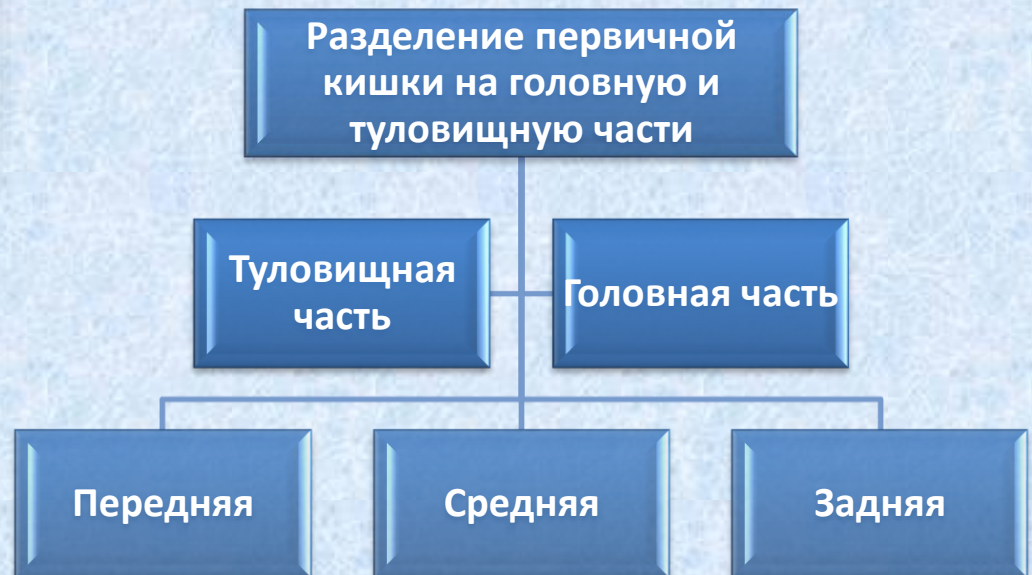 Разделение первичной
кишки на головную и
туловищную части
Туловищная
часть
Головная часть
Передняя
Средняя
Задняя